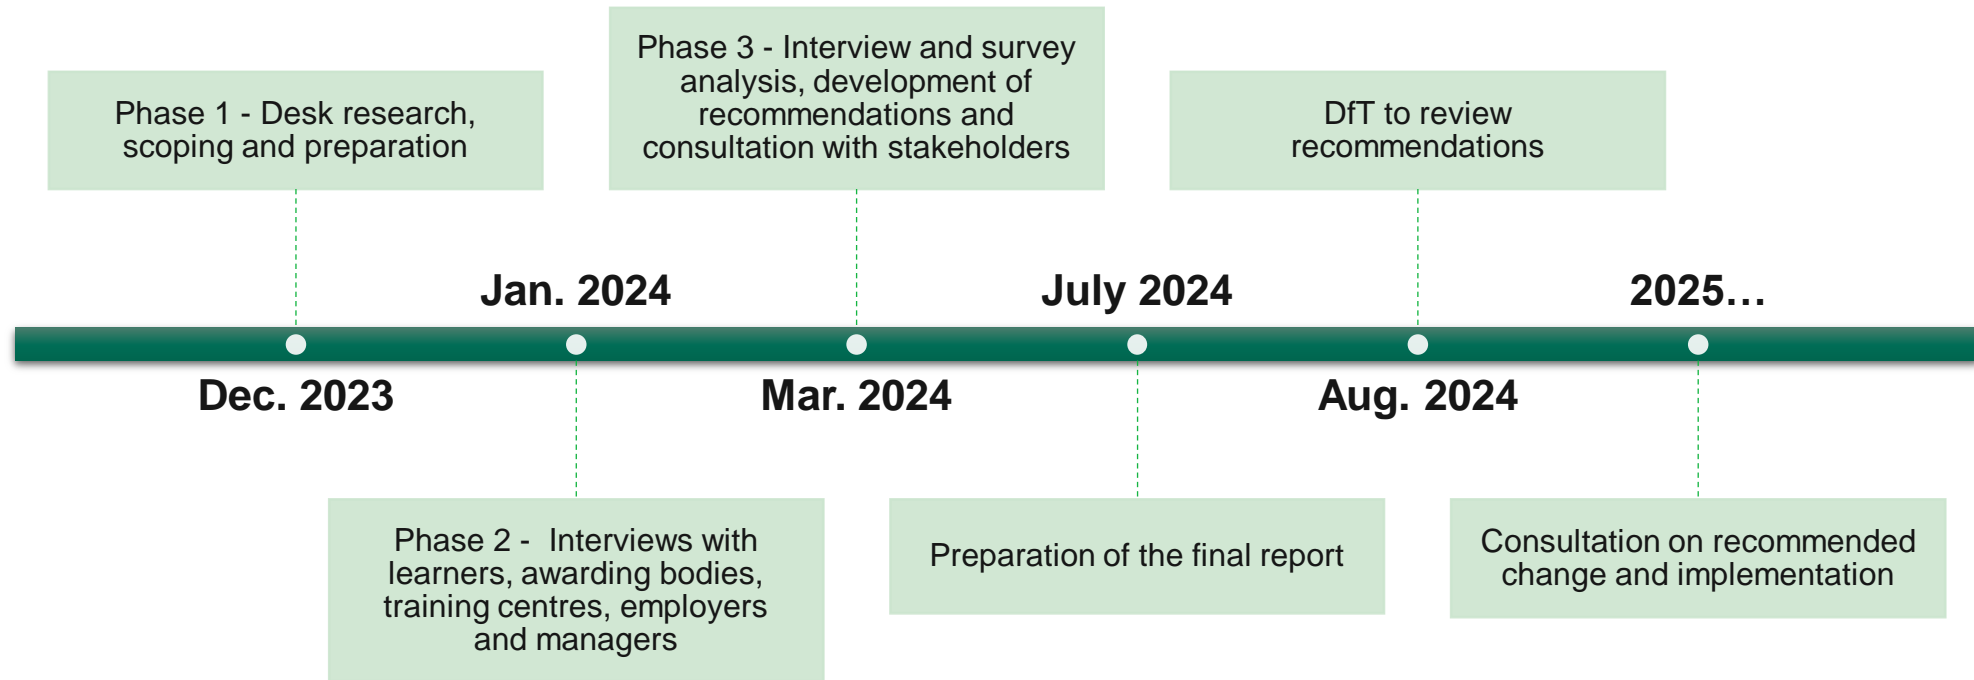 Phase 1 - Desk research,
scoping and preparation
Phase 3 - Interview and survey
analysis, development of
recommendations and
consultation with stakeholders
DfT to review
recommendations
Jan. 2024
July 2024
2025…
Dec. 2023
Mar. 2024
Aug. 2024
Phase 2 -  Interviews with
learners, awarding bodies,
training centres, employers
and managers
Preparation of the final report
Consultation on recommended
change and implementation